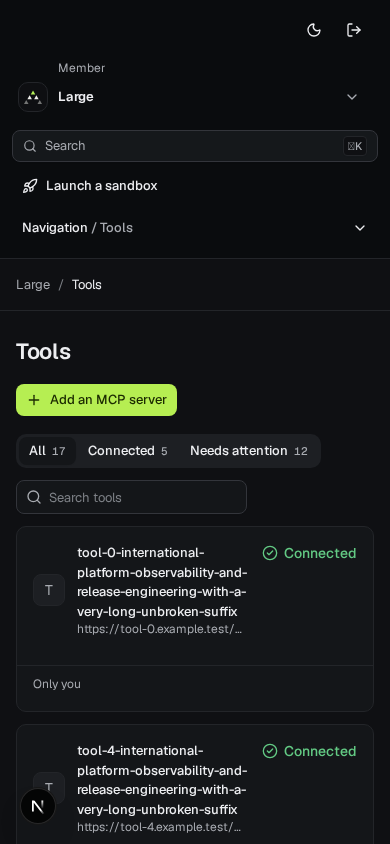 Member
Large
Search
K
Launch a sandbox
Navigation / Tools
Large / Tools
Tools
Add an MCP server
All 17 Connected 5 Needs attention 12
Search tools
tool-0-international-
platform-observability-and-
release-engineering-with-a-
very-long-unbroken-suffix
https://tool-0.example.test/…
Connected
T
Only you
tool-4-international-
platform-observability-and-
release-engineering-with-a-
very-long-unbroken-suffix
https://tool-4.example.test/…
Connected
T
N